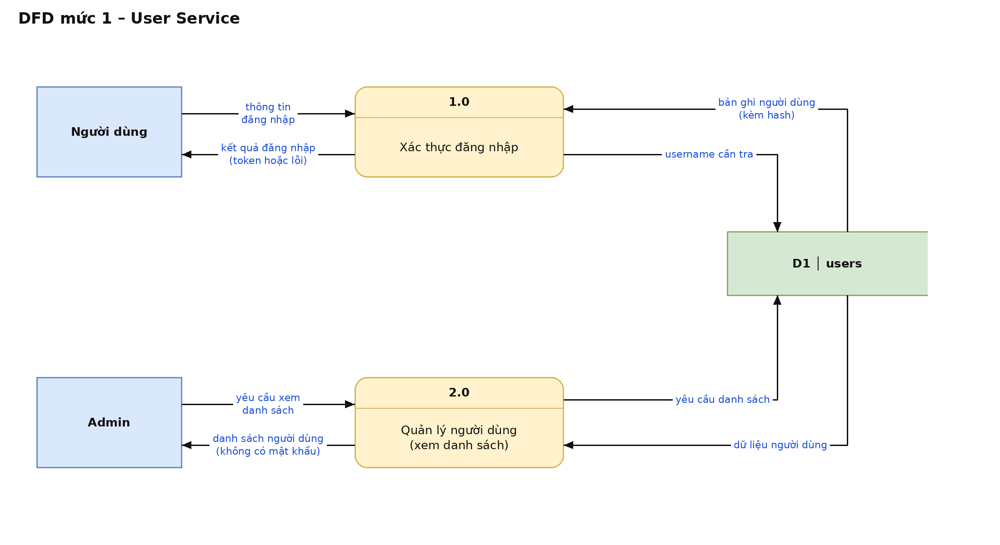 DFD mức 1 – User Service
Người dùng
thông tin
đăng nhập
kết quả đăng nhập
(token hoặc lỗi)
1.0
Xác thực đăng nhập
bản ghi người dùng
(kèm hash)
username cần tra
D1 │ users
Admin
yêu cầu xem
danh sách
danh sách người dùng
(không có mật khẩu)
2.0
Quản lý người dùng
(xem danh sách)
yêu cầu danh sách
dữ liệu người dùng